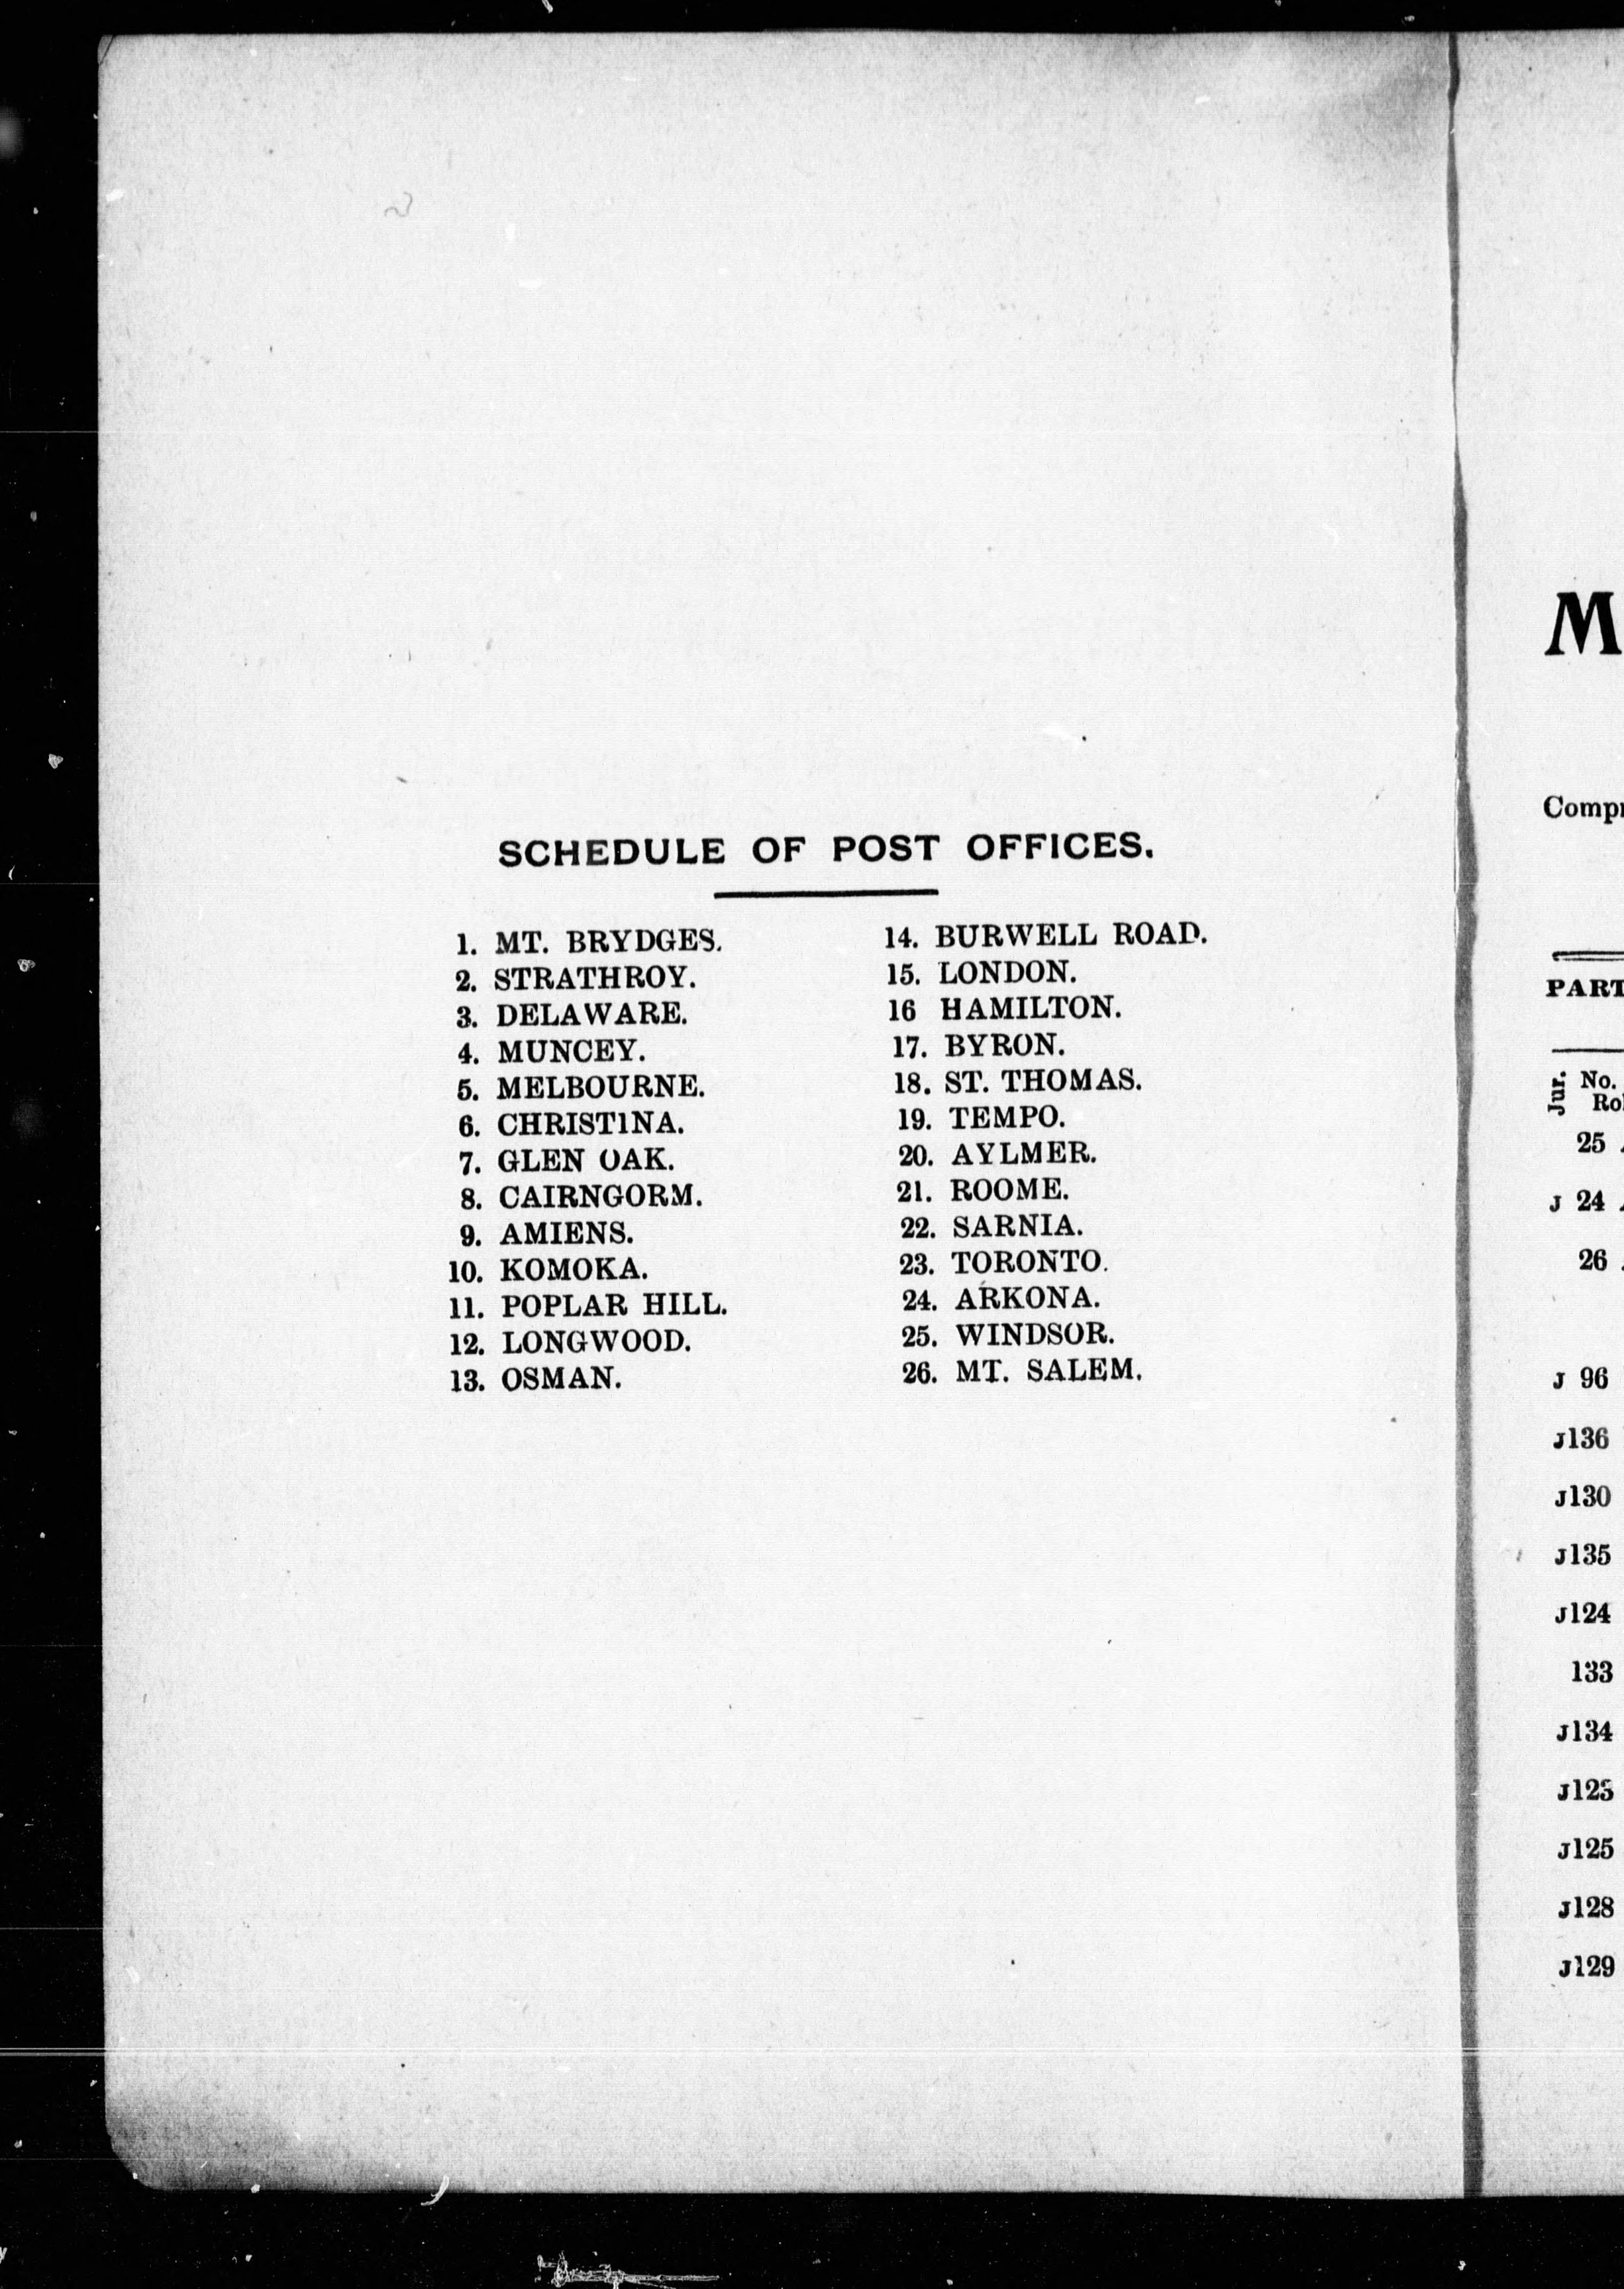 SCHEDULE OF POST OFFICES.
1. MT. BRYDGES.
2. STRATHROY.
3. DELAWARE.
4. MUNCEY.
5. MELBOURNE.
6. CHRISTINA.
7. GLEN OAK.
8. CAIRNGORM.
9. AMIENS.
10. KOMOKA.
11. POPLAR HILL.
12. LONGWOOD.
13. OSMAN.
14. BURWELL ROAD.
15. LONDON.
16 HAMILTON.
17. BYRON.
18. ST. THOMAS.
19. TEMPO.
20. AYLMER.
21. ROOME.
22. SARNIA.
23. TORONTO.
24. ARKONA.
25. WINDSOR.
26. MT. SALEM.
M
Comp
PART
Jur.
No.
Ro
25
J 24
26
J 96
J136
J130
J135
J124
133
J134
J123
J125
J128
J129